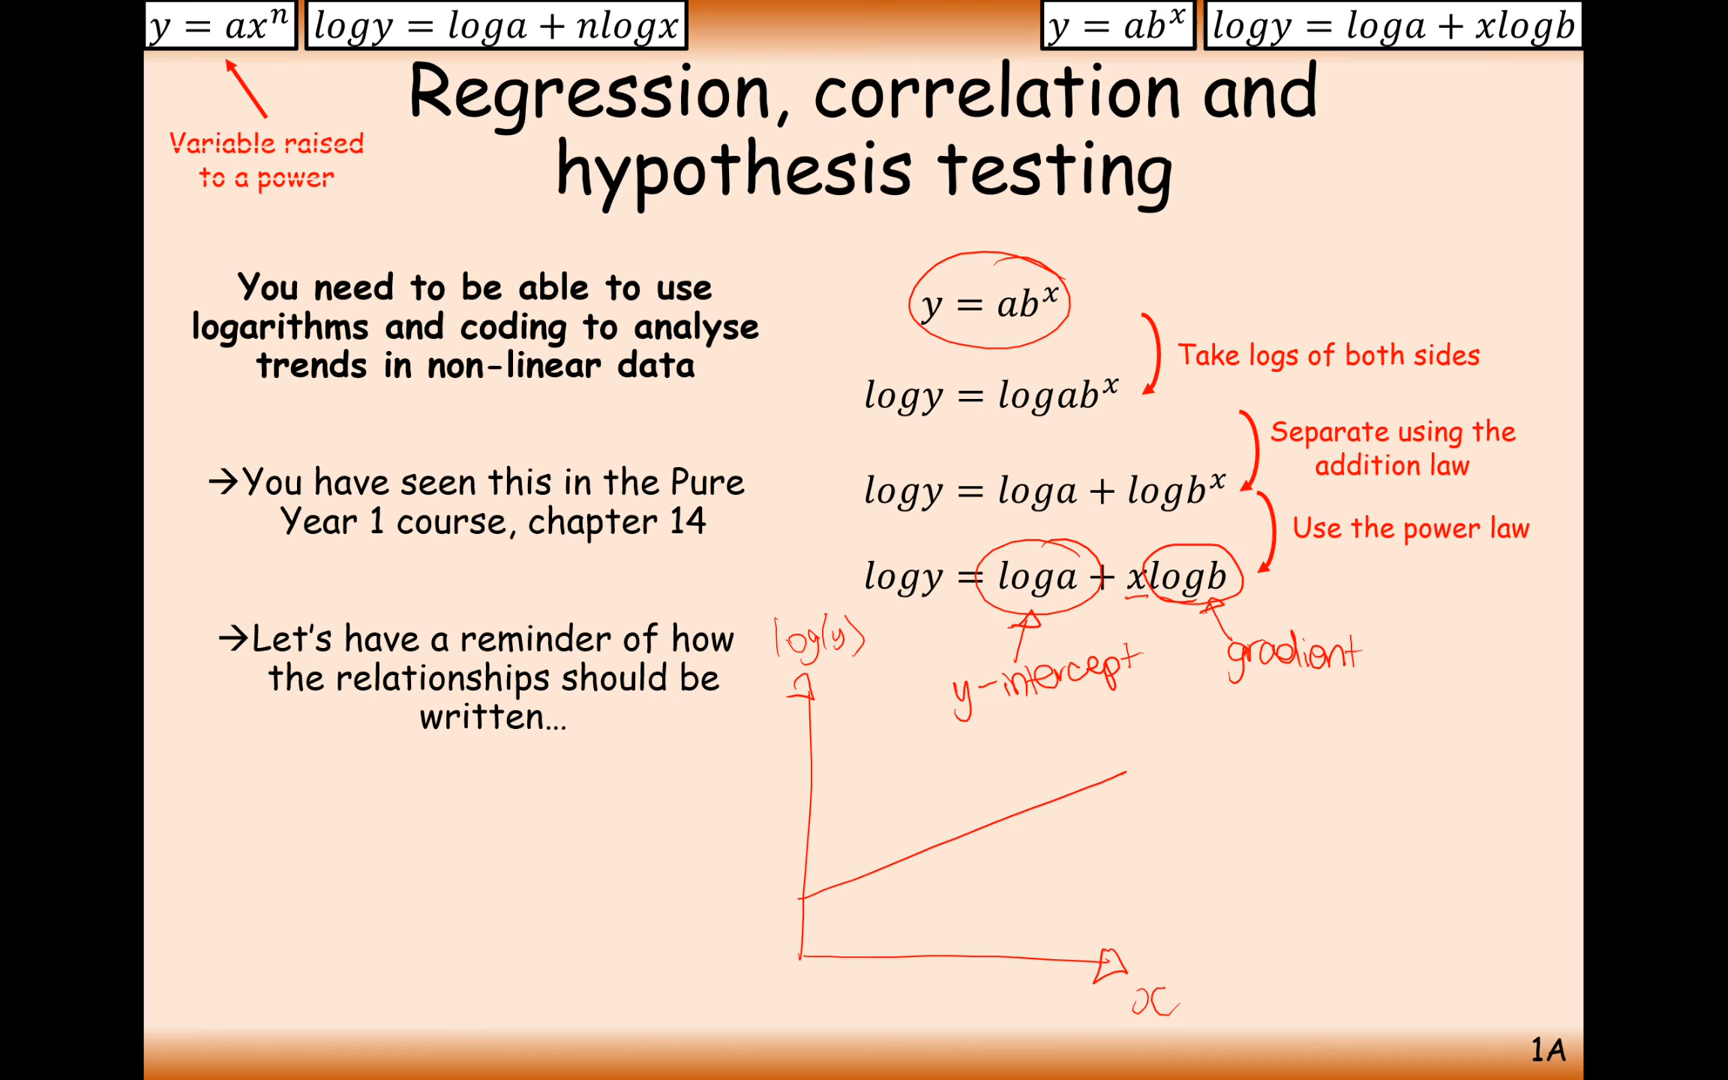 y = axⁿ
logy = loga + nlogx
y = abˣ
logy = loga + xlogb
Variable raised
to a power
Regression, correlation and
hypothesis testing
You need to be able to use
logarithms and coding to analyse
trends in non-linear data
→You have seen this in the Pure
Year 1 course, chapter 14
→Let's have a reminder of how
the relationships should be
written...
y = abˣ
Take logs of both sides
logy = logabˣ
Separate using the
addition law
logy = loga + logbˣ
Use the power law
logy = loga + xlogb
log(y)
y-intercept
gradient
x
1A